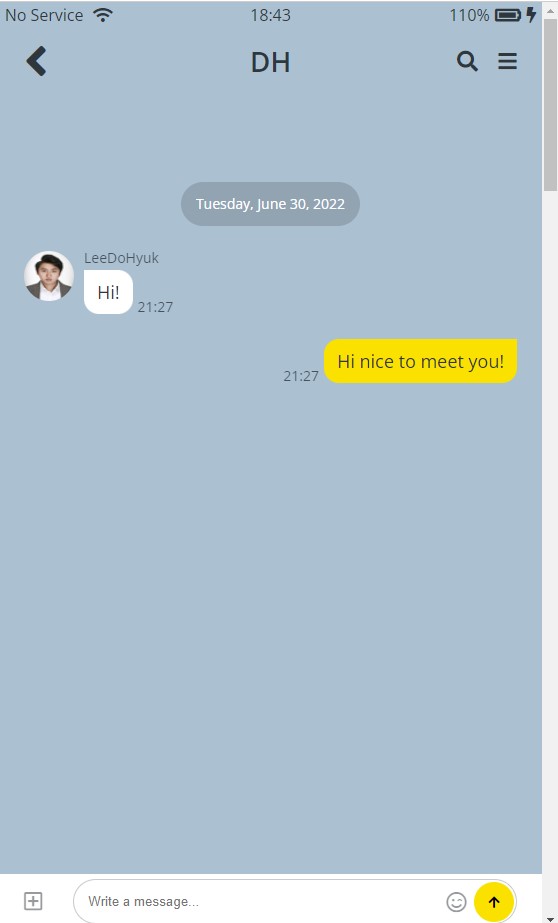 No Service 18:43 110%
DH
Tuesday, June 30, 2022
LeeDoHyuk
Hi! 21:27
21:27 Hi nice to meet you!
Write a message...